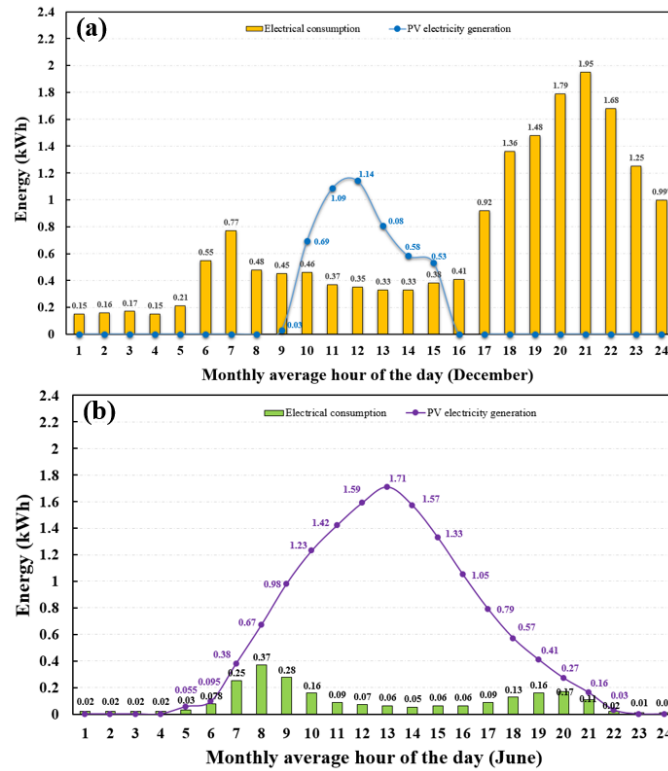 (a)
Electrical consumption
PV electricity generation
Energy (kWh)
2.4
2.2
2
1.8
1.6
1.4
1.2
1
0.8
0.6
0.4
0.2
0
0.15 0.16 0.17 0.15 0.21 0.55 0.77 0.48 0.45 0.46 0.37 0.35 0.33 0.33 0.38 0.41 0.92 1.36 1.48 1.79 1.95 1.68 1.25 0.997
0.03 0.69 1.09 1.14 0.08 0.58 0.53
1 2 3 4 5 6 7 8 9 10 11 12 13 14 15 16 17 18 19 20 21 22 23 24
Monthly average hour of the day (December)
(b)
Electrical consumption
PV electricity generation
Energy (kWh)
2.4
2.2
2
1.8
1.6
1.4
1.2
1
0.8
0.6
0.4
0.2
0
0.055 0.095 0.38 0.67 0.98 1.23 1.42 1.59 1.71 1.57 1.33 1.05 0.79 0.57 0.41 0.27 0.16 0.03
0.02 0.02 0.02 0.02 0.03 0.078 0.25 0.37 0.28 0.16 0.09 0.07 0.06 0.05 0.06 0.06 0.09 0.13 0.16 0.17 0.11 0.02 0.01
1 2 3 4 5 6 7 8 9 10 11 12 13 14 15 16 17 18 19 20 21 22 23 24
Monthly average hour of the day (June)